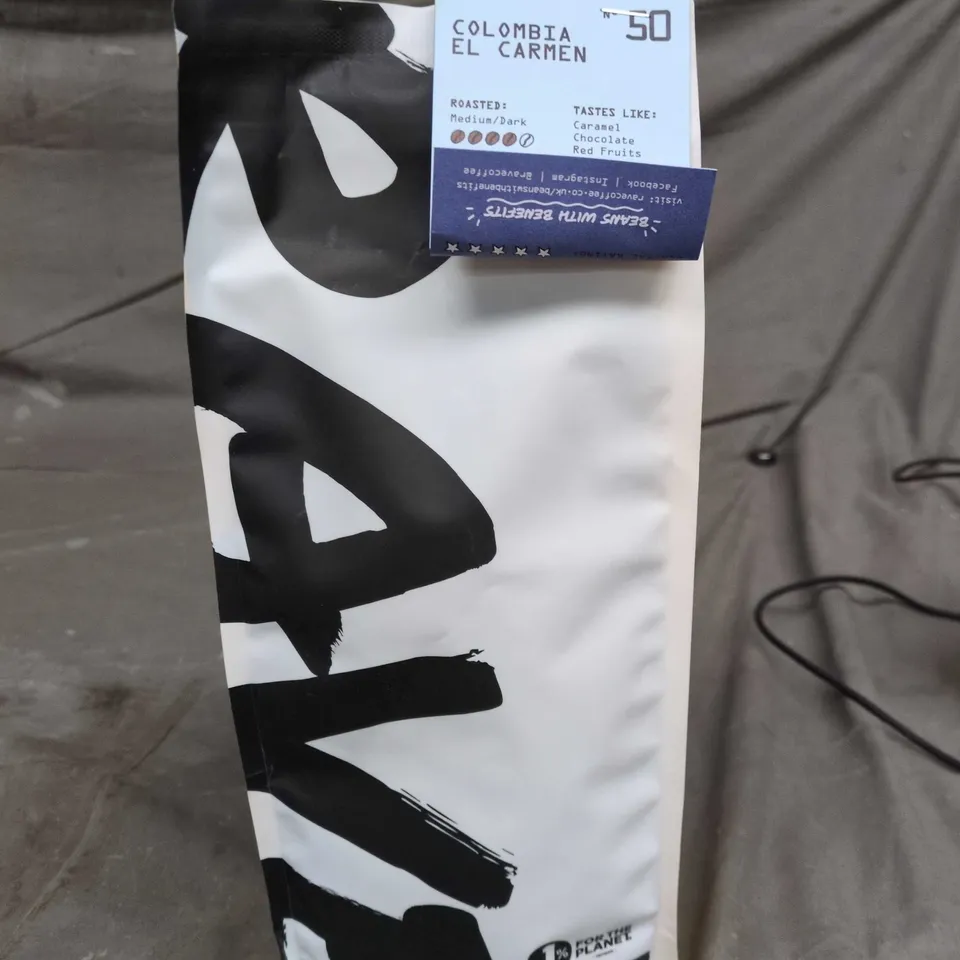 Nº 50
COLOMBIA
EL CARMEN
ROASTED:
Medium/Dark
TASTES LIKE:
Caramel
Chocolate
Red Fruits
BEANS WITH BENEFITS
visit: ravecoffee.co.uk/beanswithbenefits
Facebook | Instagram | @ravecoffee
RAVE
1% FOR THE
PLANET